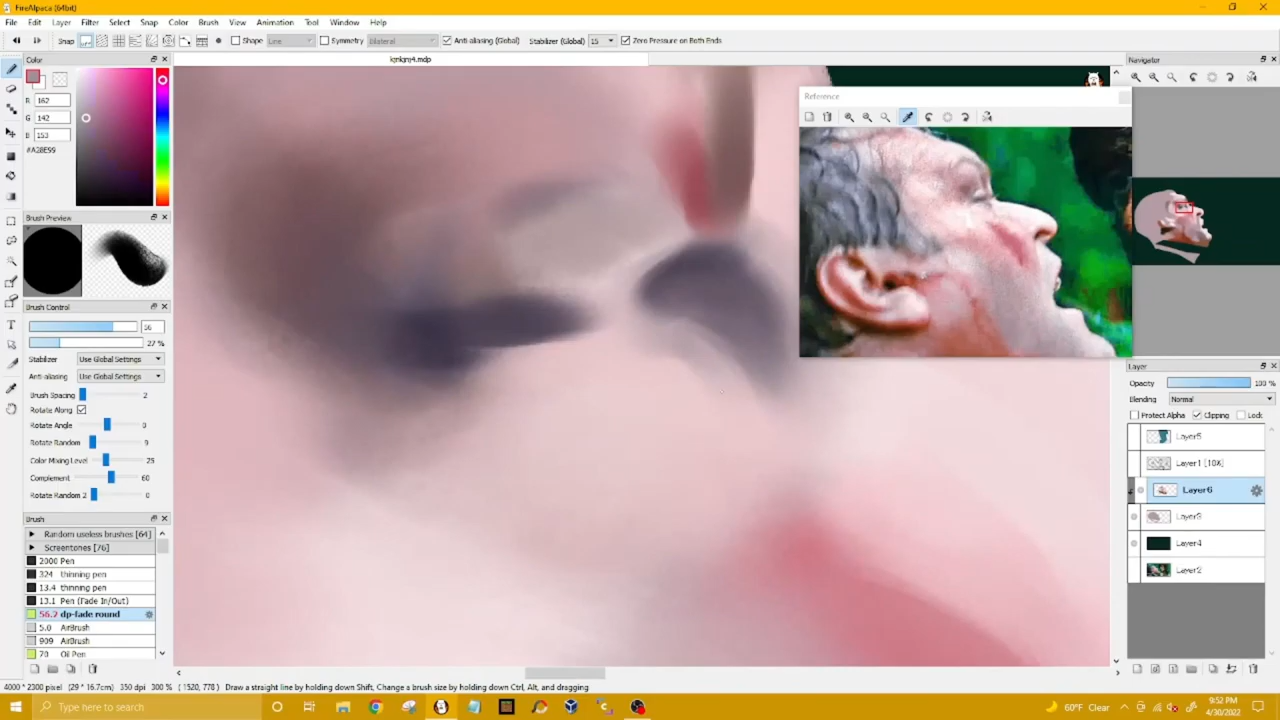 FireAlpaca (64bit)
File Edit Layer Filter Select Snap Color Brush View Animation Tool Window Help
Snap Shape Line Symmetry Bilateral Anti-aliasing (Global) Stabilizer (Global) 15 Zero Pressure on Both Ends
Color
R 162
G 142
B 153
#A28E99
Brush Preview
Brush Control
56
27 %
Stabilizer Use Global Settings
Anti-aliasing Use Global Settings
Brush Spacing 2
Rotate Along
Rotate Angle 0
Rotate Random 9
Color Mixing Level 25
Complement 60
Rotate Random 2 0
Brush
Random useless brushes [64]
Screentones [76]
2000 Pen
324 thinning pen
13.4 thinning pen
13.1 Pen (Fade In/Out)
56.2 dp-fade round
5.0 AirBrush
909 AirBrush
70 Oil Pen
Reference
Navigator
Layer
Opacity 100 %
Blending Normal
Protect Alpha Clipping Lock
Layer5
Layer1 [10X]
Layer6
Layer3
Layer4
Layer2
4000 * 2300 pixel (29 * 16.7cm) 350 dpi 300 % ( 1520, 778 ) Draw a straight line by holding down Shift, Change a brush size by holding down Ctrl, Alt, and dragging
Type here to search
60°F Clear
9:52 PM
4/30/2022